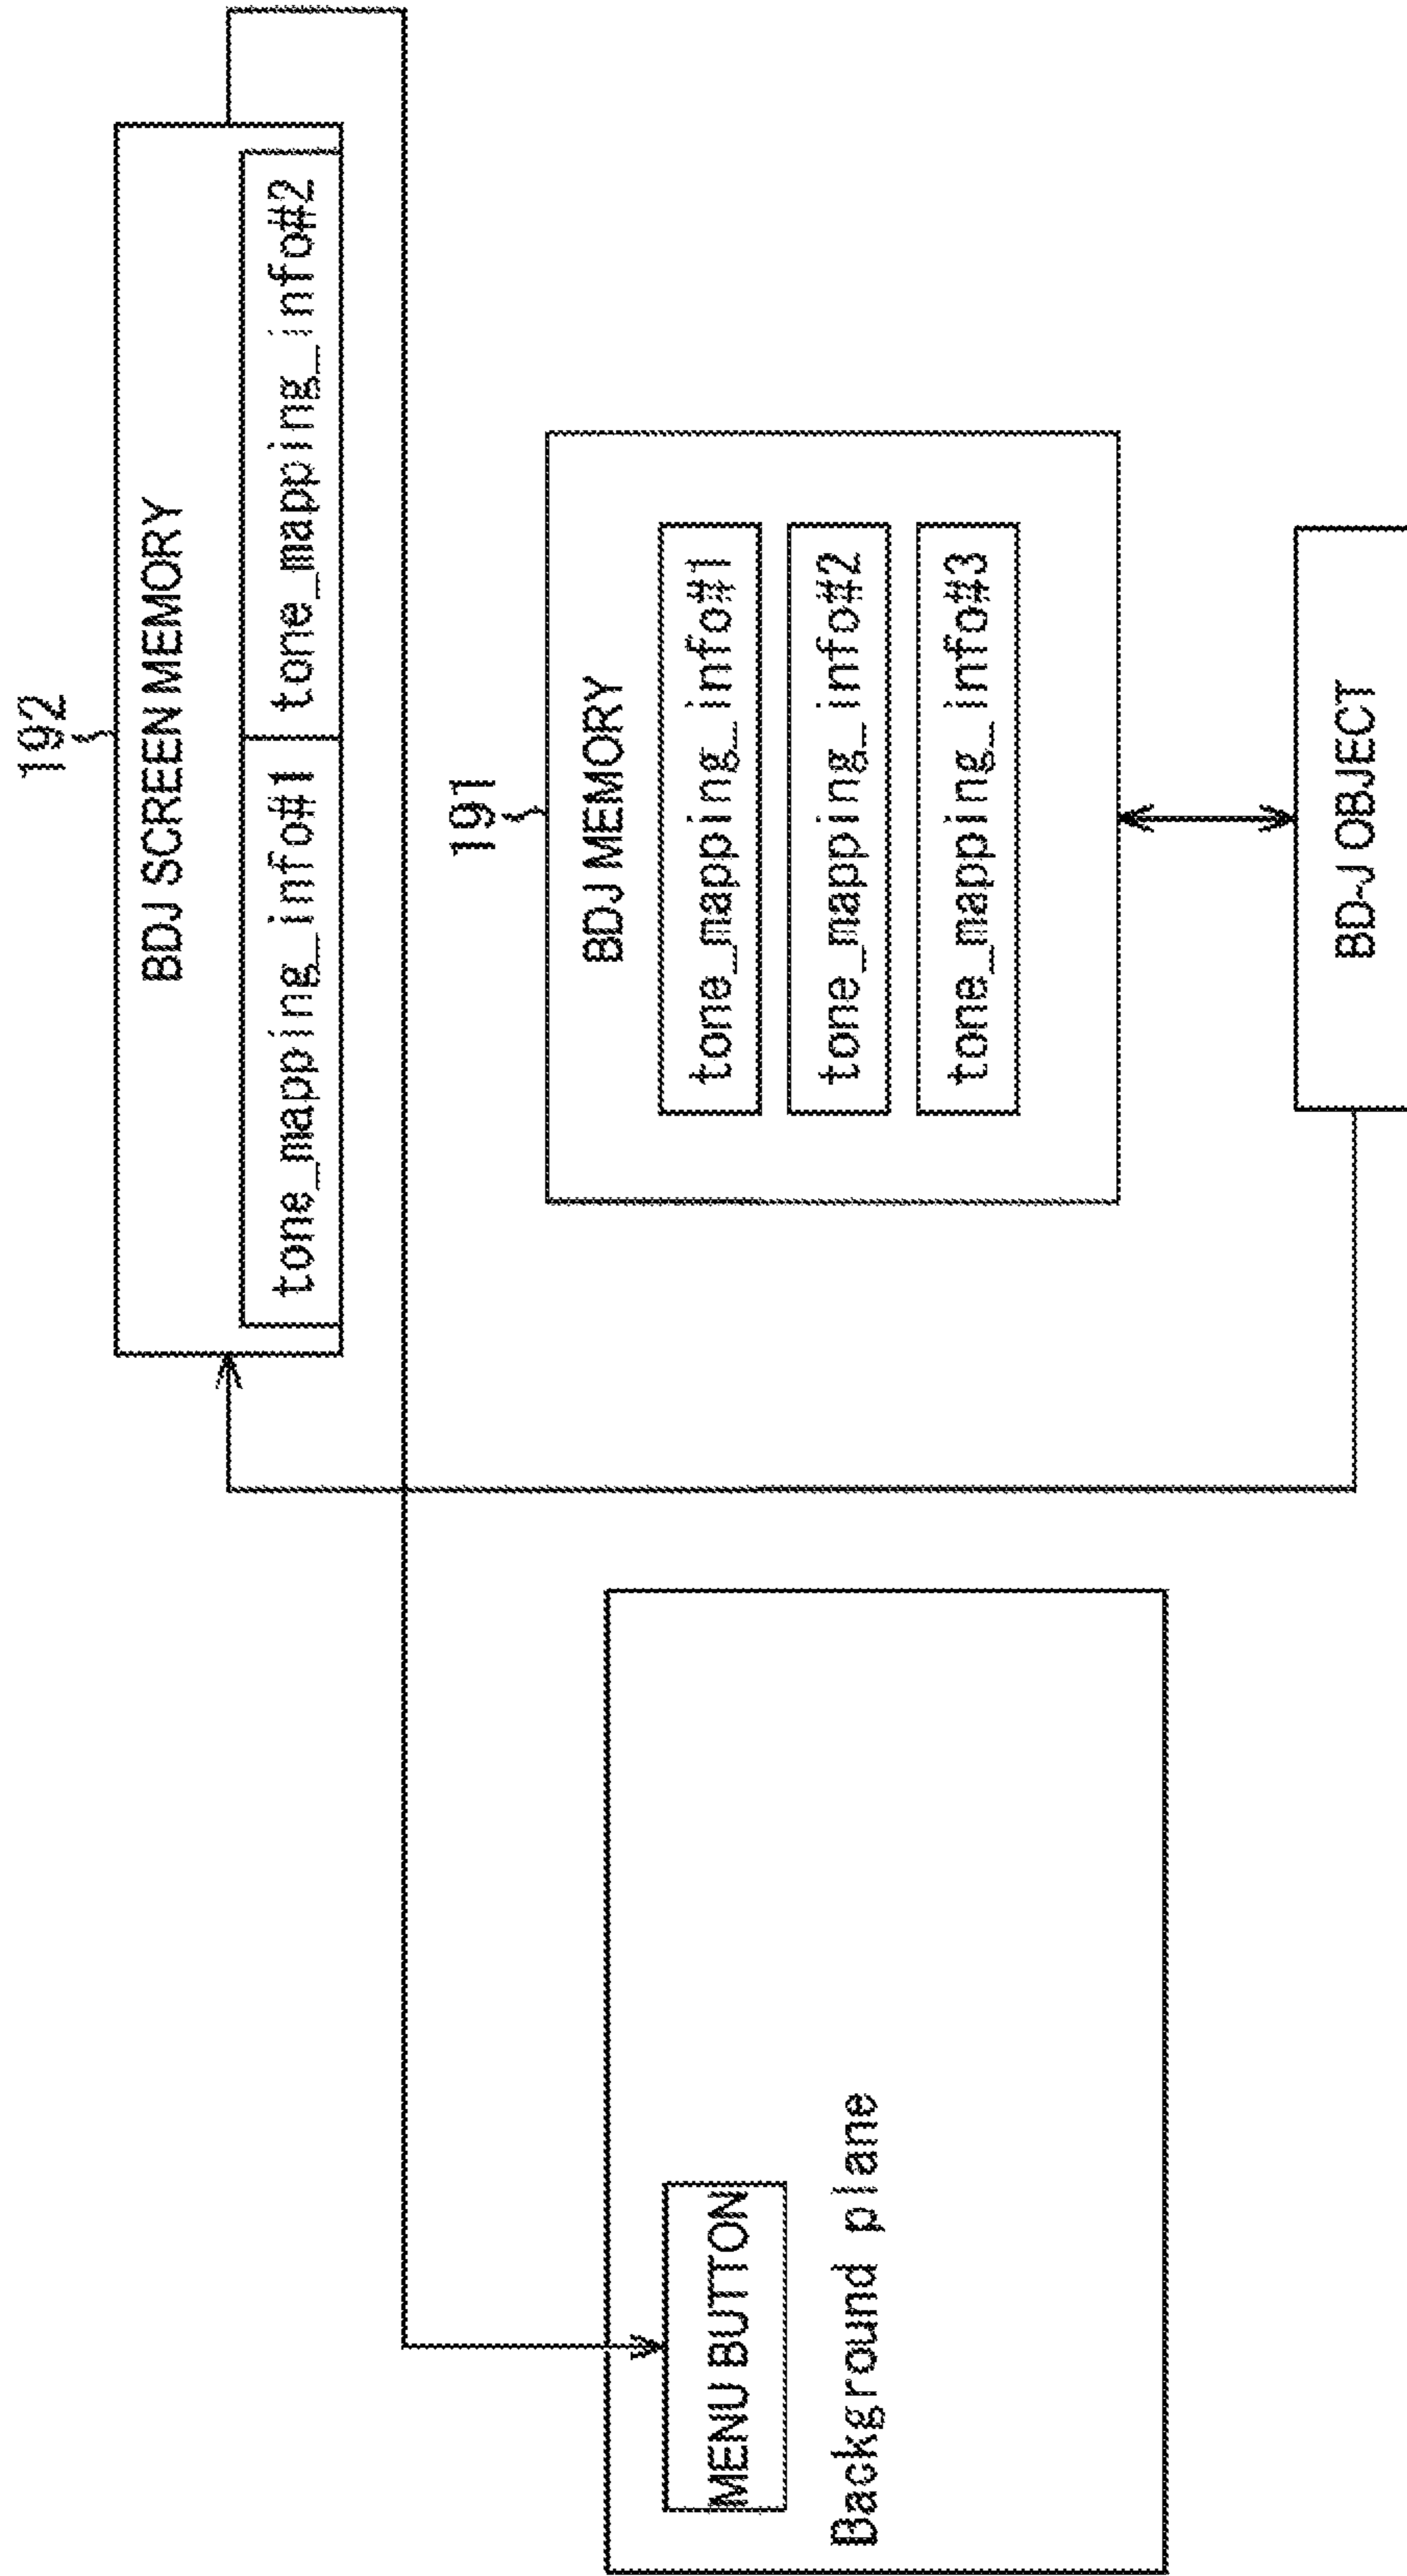 192
BDJ SCREEN MEMORY
tone_mapping_info#1
tone_mapping_info#2
191
BDJ MEMORY
tone_mapping_info#1
tone_mapping_info#2
tone_mapping_info#3
MENU BUTTON
Background plane
BD-J OBJECT